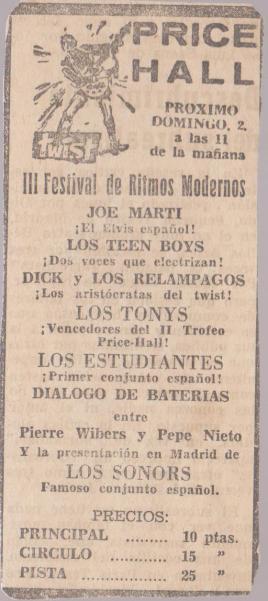 PRICE
HALL
TWIST
PROXIMO
DOMINGO, 2.
a las 11
de la mañana
III Festival de Ritmos Modernos
JOE MARTI
¡El Elvis español!
LOS TEEN BOYS
¡Dos voces que electrizan!
DICK y LOS RELAMPAGOS
¡Los aristócratas del twist!
LOS TONYS
¡Vencedores del II Trofeo
Price-Hall!
LOS ESTUDIANTES
¡Primer conjunto español!
DIALOGO DE BATERIAS
entre
Pierre Wibers y Pepe Nieto
Y la presentación en Madrid de
LOS SONORS
Famoso conjunto español.
PRECIOS:
PRINCIPAL ......... 10 ptas.
CIRCULO ............ 15 "
PISTA ............... 25 "